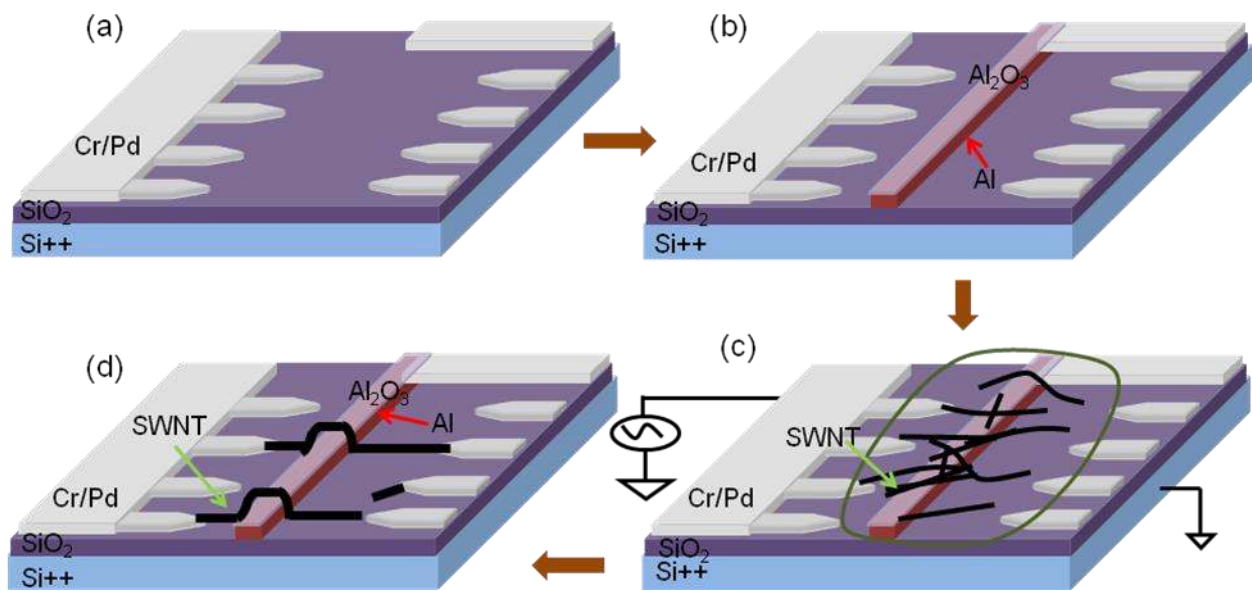 (a)
Cr/Pd
SiO₂
Si++
(b)
Al₂O₃
Al
Cr/Pd
SiO₂
Si++
(c)
SWNT
Cr/Pd
SiO₂
Si++
(d)
Al₂O₃
Al
SWNT
Cr/Pd
SiO₂
Si++